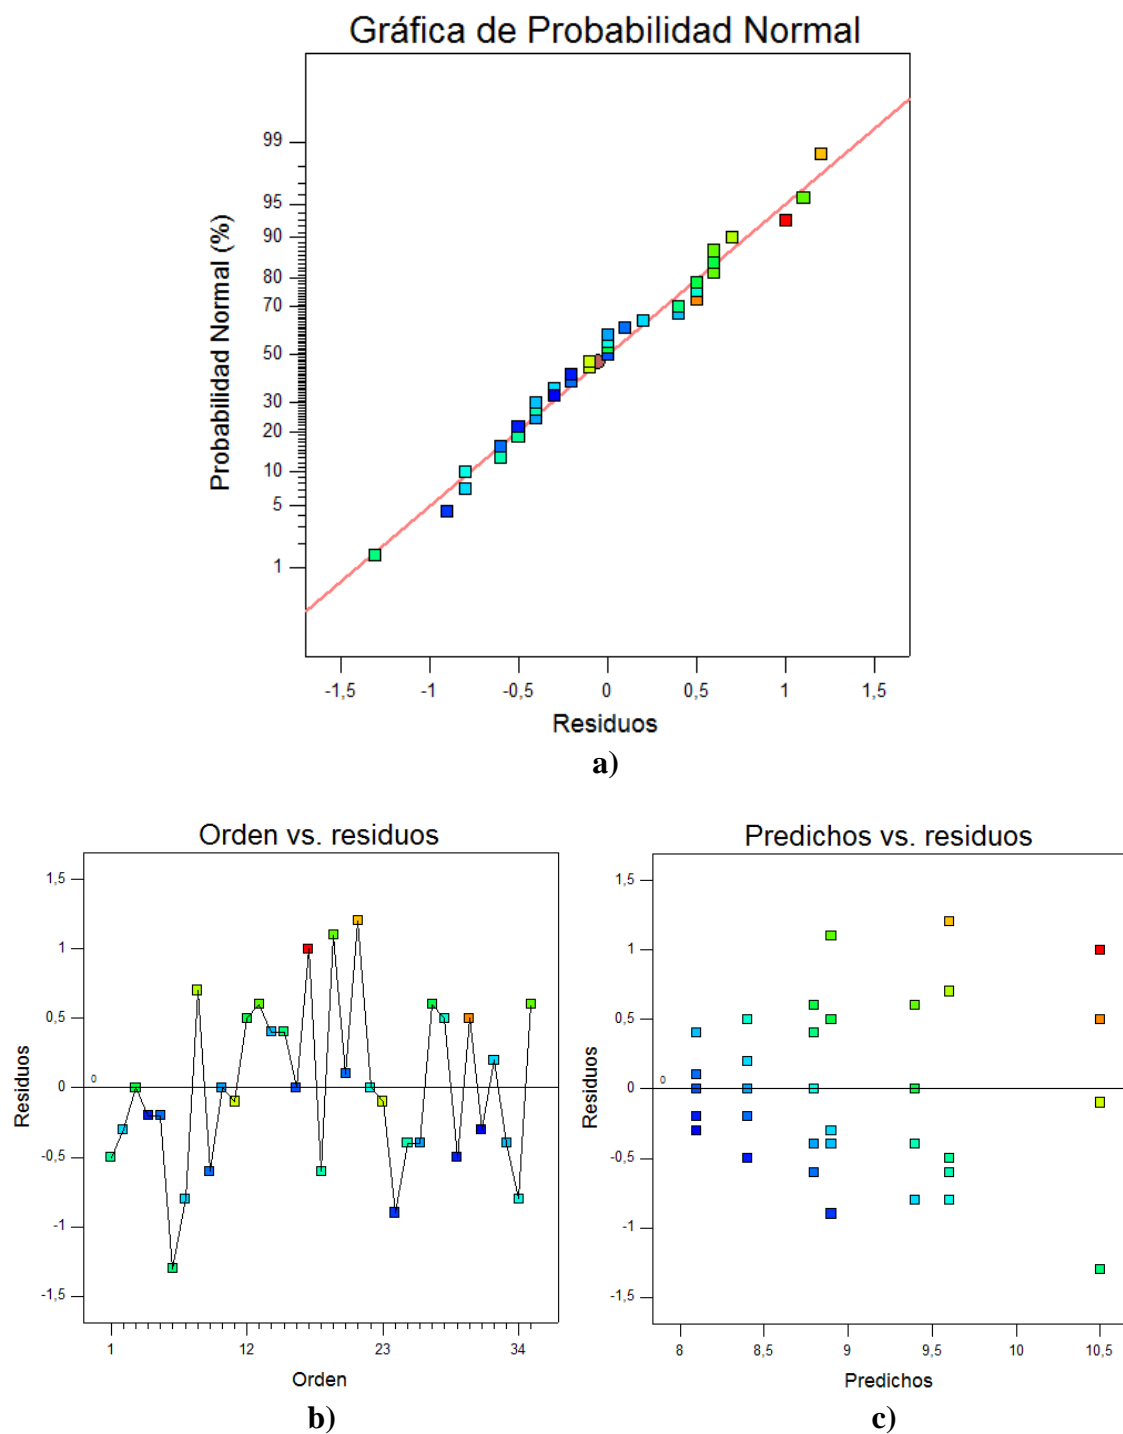 Gráfica de Probabilidad Normal
Probabilidad Normal (%)
99
95
90
80
70
50
30
20
10
5
1
-1,5 -1 -0,5 0 0,5 1 1,5
Residuos
a)
Orden vs. residuos
Residuos
1,5
1
0,5
0
-0,5
-1
-1,5
0
1 12 23 34
Orden
b)
Predichos vs. residuos
Residuos
1,5
1
0,5
0
-0,5
-1
-1,5
0
8 8,5 9 9,5 10 10,5
Predichos
c)